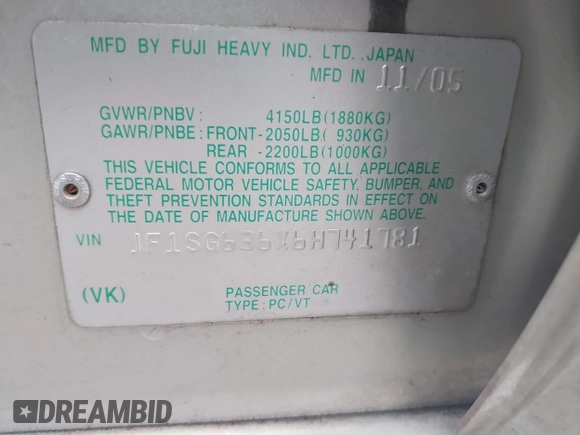 MFD BY FUJI HEAVY IND. LTD., JAPAN
MFD IN 11/05
GVWR/PNBV: 4150LB(1880KG)
GAWR/PNBE: FRONT-2050LB( 930KG)
REAR -2200LB(1000KG)
THIS VEHICLE CONFORMS TO ALL APPLICABLE
FEDERAL MOTOR VEHICLE SAFETY, BUMPER, AND
THEFT PREVENTION STANDARDS IN EFFECT ON
THE DATE OF MANUFACTURE SHOWN ABOVE.
VIN JF1SG636X6H741781
(VK) PASSENGER CAR
TYPE: PC/VT
DREAMBID